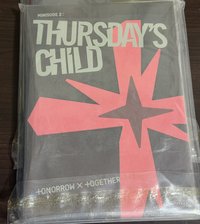 MINISODE 2:
THURSDAY'S
CHILD
TOMORROW X TOGETHER